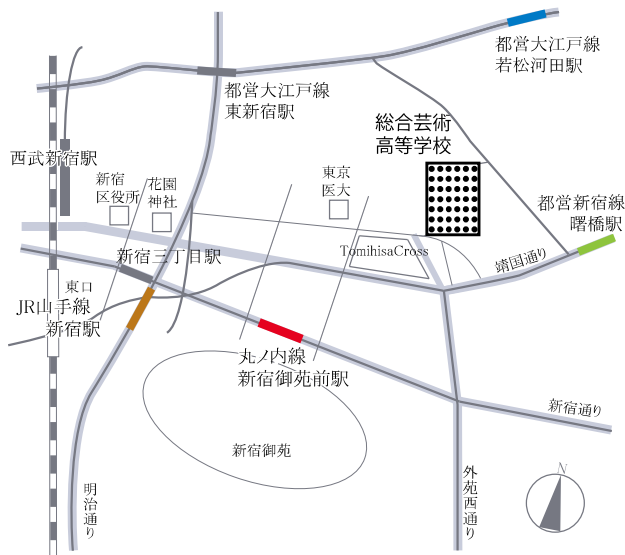 都営大江戸線
若松河田駅
都営大江戸線
東新宿駅
総合芸術
高等学校
西武新宿駅
新宿
区役所
花園
神社
東京
医大
都営新宿線
曙橋駅
新宿三丁目駅
TomihisaCross
靖国通り
東口
JR山手線
新宿駅
丸ノ内線
新宿御苑前駅
新宿通り
新宿御苑
明治通り
外苑西通り
N